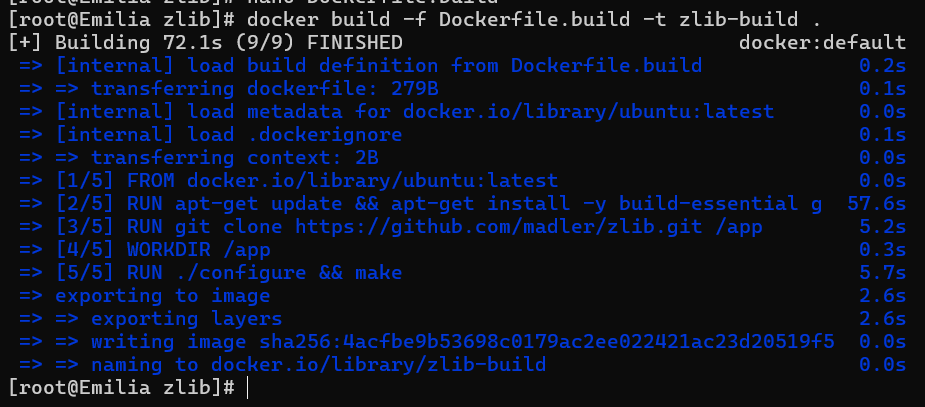 [root@Emilia zlib]# nano Dockerfile.build
[root@Emilia zlib]# docker build -f Dockerfile.build -t zlib-build .
[+] Building 72.1s (9/9) FINISHED docker:default
=> [internal] load build definition from Dockerfile.build 0.2s
=> => transferring dockerfile: 279B 0.1s
=> [internal] load metadata for docker.io/library/ubuntu:latest 0.0s
=> [internal] load .dockerignore 0.1s
=> => transferring context: 2B 0.0s
=> [1/5] FROM docker.io/library/ubuntu:latest 0.0s
=> [2/5] RUN apt-get update && apt-get install -y build-essential g 57.6s
=> [3/5] RUN git clone https://github.com/madler/zlib.git /app 5.2s
=> [4/5] WORKDIR /app 0.3s
=> [5/5] RUN ./configure && make 5.7s
=> exporting to image 2.6s
=> => exporting layers 2.6s
=> => writing image sha256:4acfbe9b53698c0179ac2ee022421ac23d20519f5 0.0s
=> => naming to docker.io/library/zlib-build 0.0s
[root@Emilia zlib]#